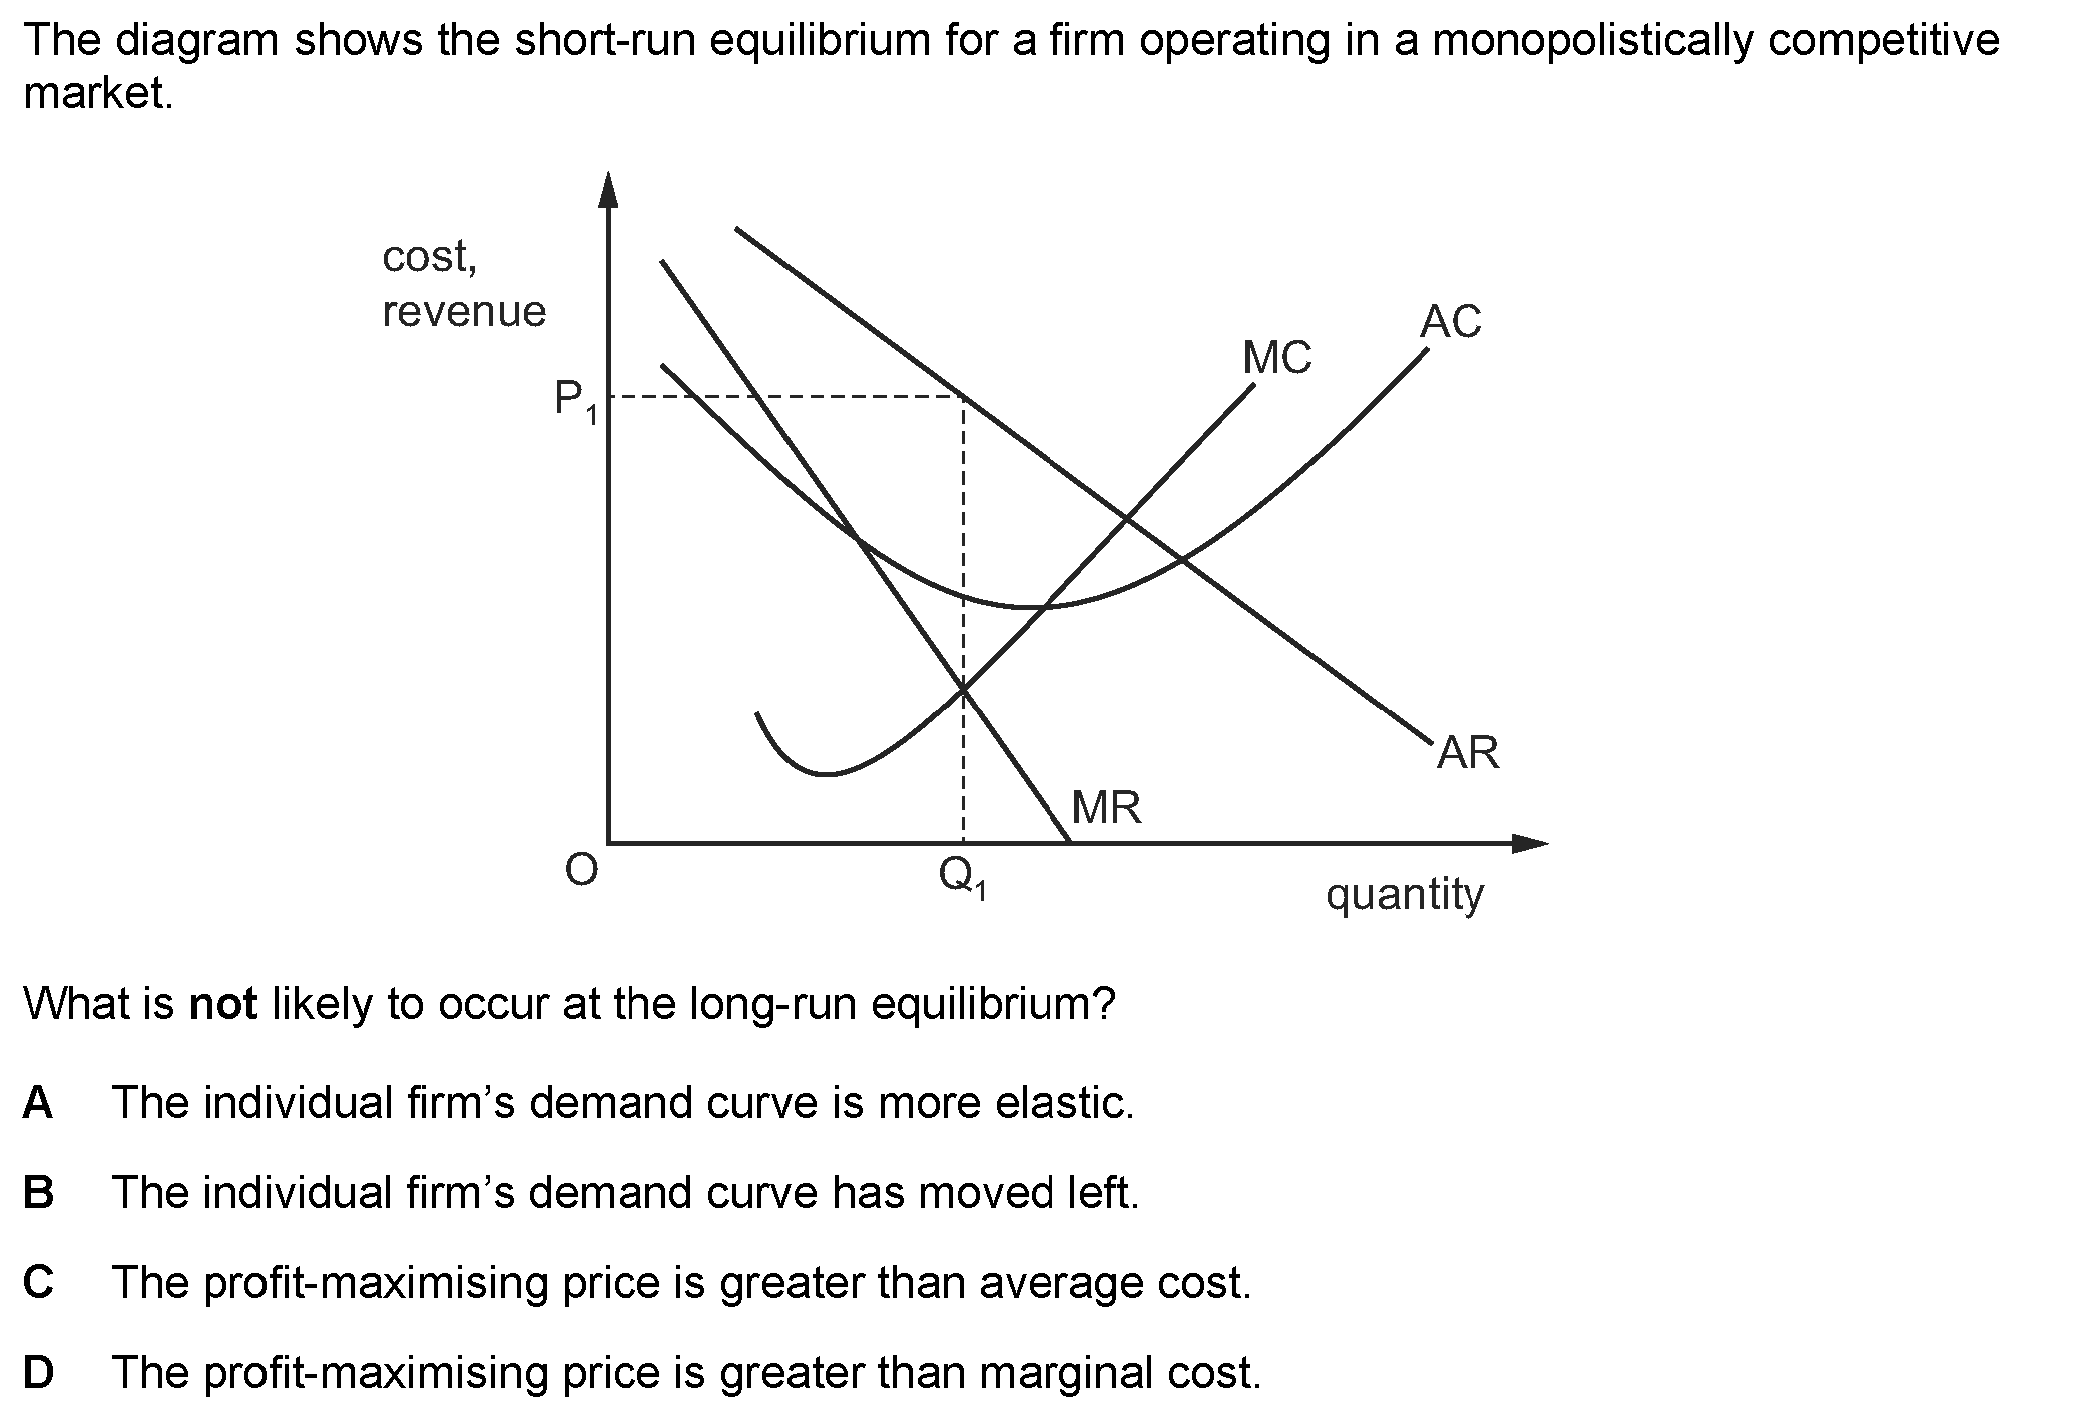 The diagram shows the short-run equilibrium for a firm operating in a monopolistically competitive
market.
cost,
revenue
P1
MC
AC
AR
MR
O
Q1
quantity
What is not likely to occur at the long-run equilibrium?
A The individual firm’s demand curve is more elastic.
B The individual firm’s demand curve has moved left.
C The profit-maximising price is greater than average cost.
D The profit-maximising price is greater than marginal cost.